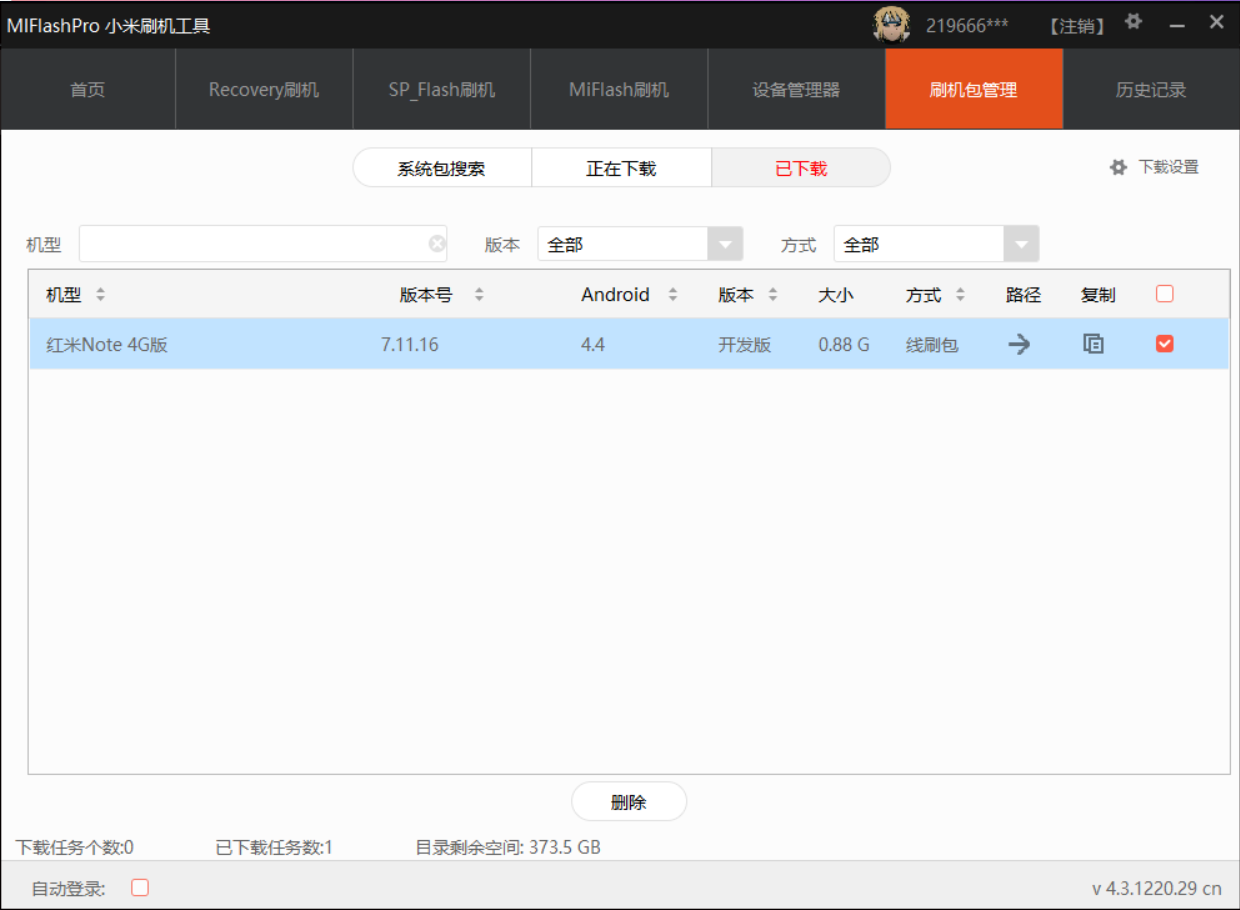 MIFlashPro 小米刷机工具 219666*** 【注销】
首页 Recovery刷机 SP_Flash刷机 MiFlash刷机 设备管理器 刷机包管理 历史记录
系统包搜索 正在下载 已下载 下载设置
机型 版本 全部 方式 全部
机型 版本号 Android 版本 大小 方式 路径 复制
红米Note 4G版 7.11.16 4.4 开发版 0.88 G 线刷包
删除
下载任务个数:0 已下载任务数:1 目录剩余空间: 373.5 GB
自动登录: v 4.3.1220.29 cn